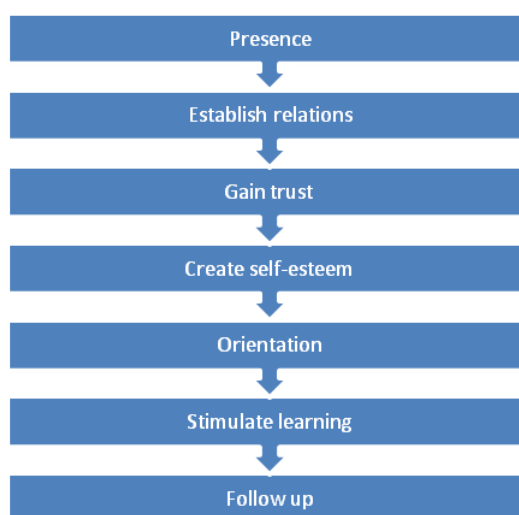 Presence
Establish relations
Gain trust
Create self-esteem
Orientation
Stimulate learning
Follow up